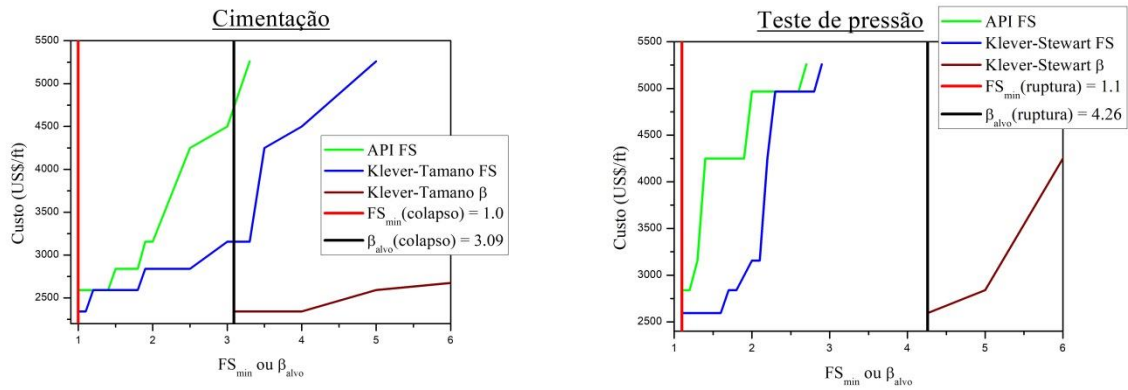 Cimentação
5500
5000
4500
4000
3500
3000
2500
Custo (US$/ft)
1
2
3
4
5
6
FSmin ou βalvo
API FS
Klever-Tamano FS
Klever-Tamano β
FSmin(colapso) = 1.0
βalvo(colapso) = 3.09
Teste de pressão
5500
5000
4500
4000
3500
3000
2500
Custo (US$/ft)
1
2
3
4
5
6
FSmin ou βalvo
API FS
Klever-Stewart FS
Klever-Stewart β
FSmin(ruptura) = 1.1
βalvo(ruptura) = 4.26